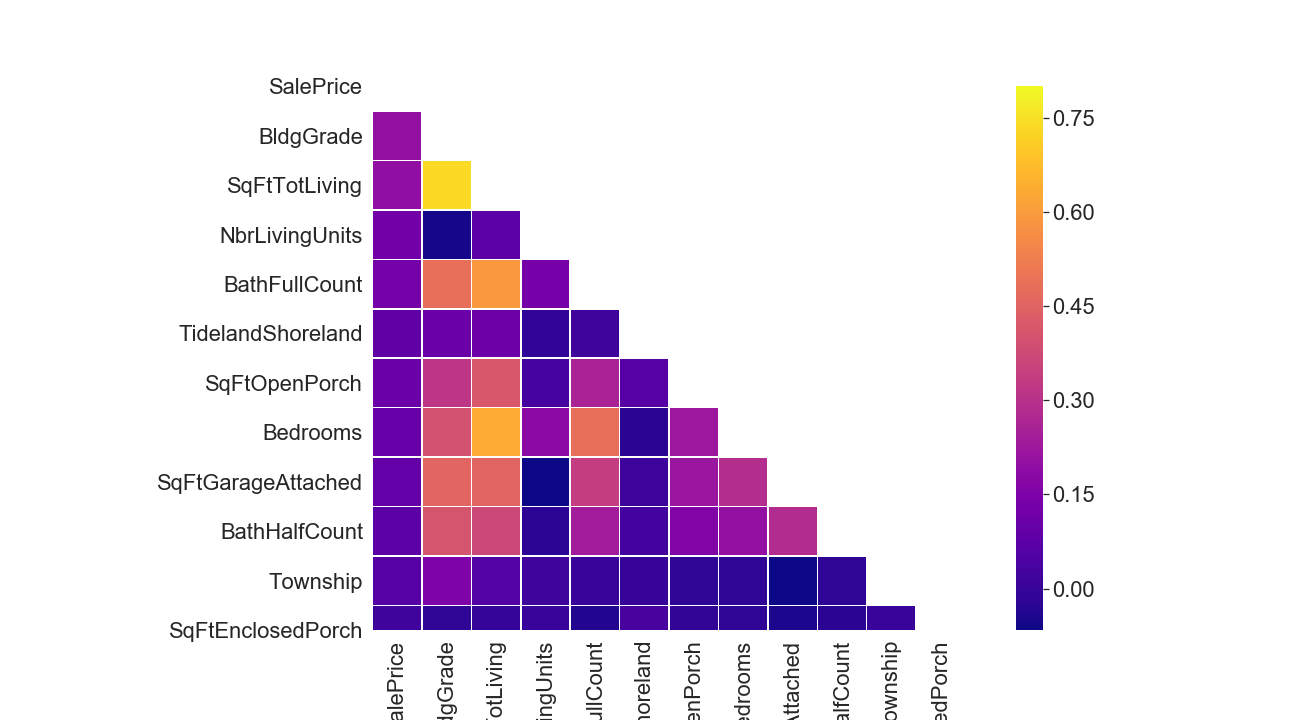 SalePrice
BldgGrade
SqFtTotLiving
NbrLivingUnits
BathFullCount
TidelandShoreland
SqFtOpenPorch
Bedrooms
SqFtGarageAttached
BathHalfCount
Township
SqFtEnclosedPorch
0.75
0.60
0.45
0.30
0.15
0.00
alePrice
dgGrade
TotLiving
ingUnits
ullCount
horeland
enPorch
edrooms
Attached
alfCount
ownship
edPorch